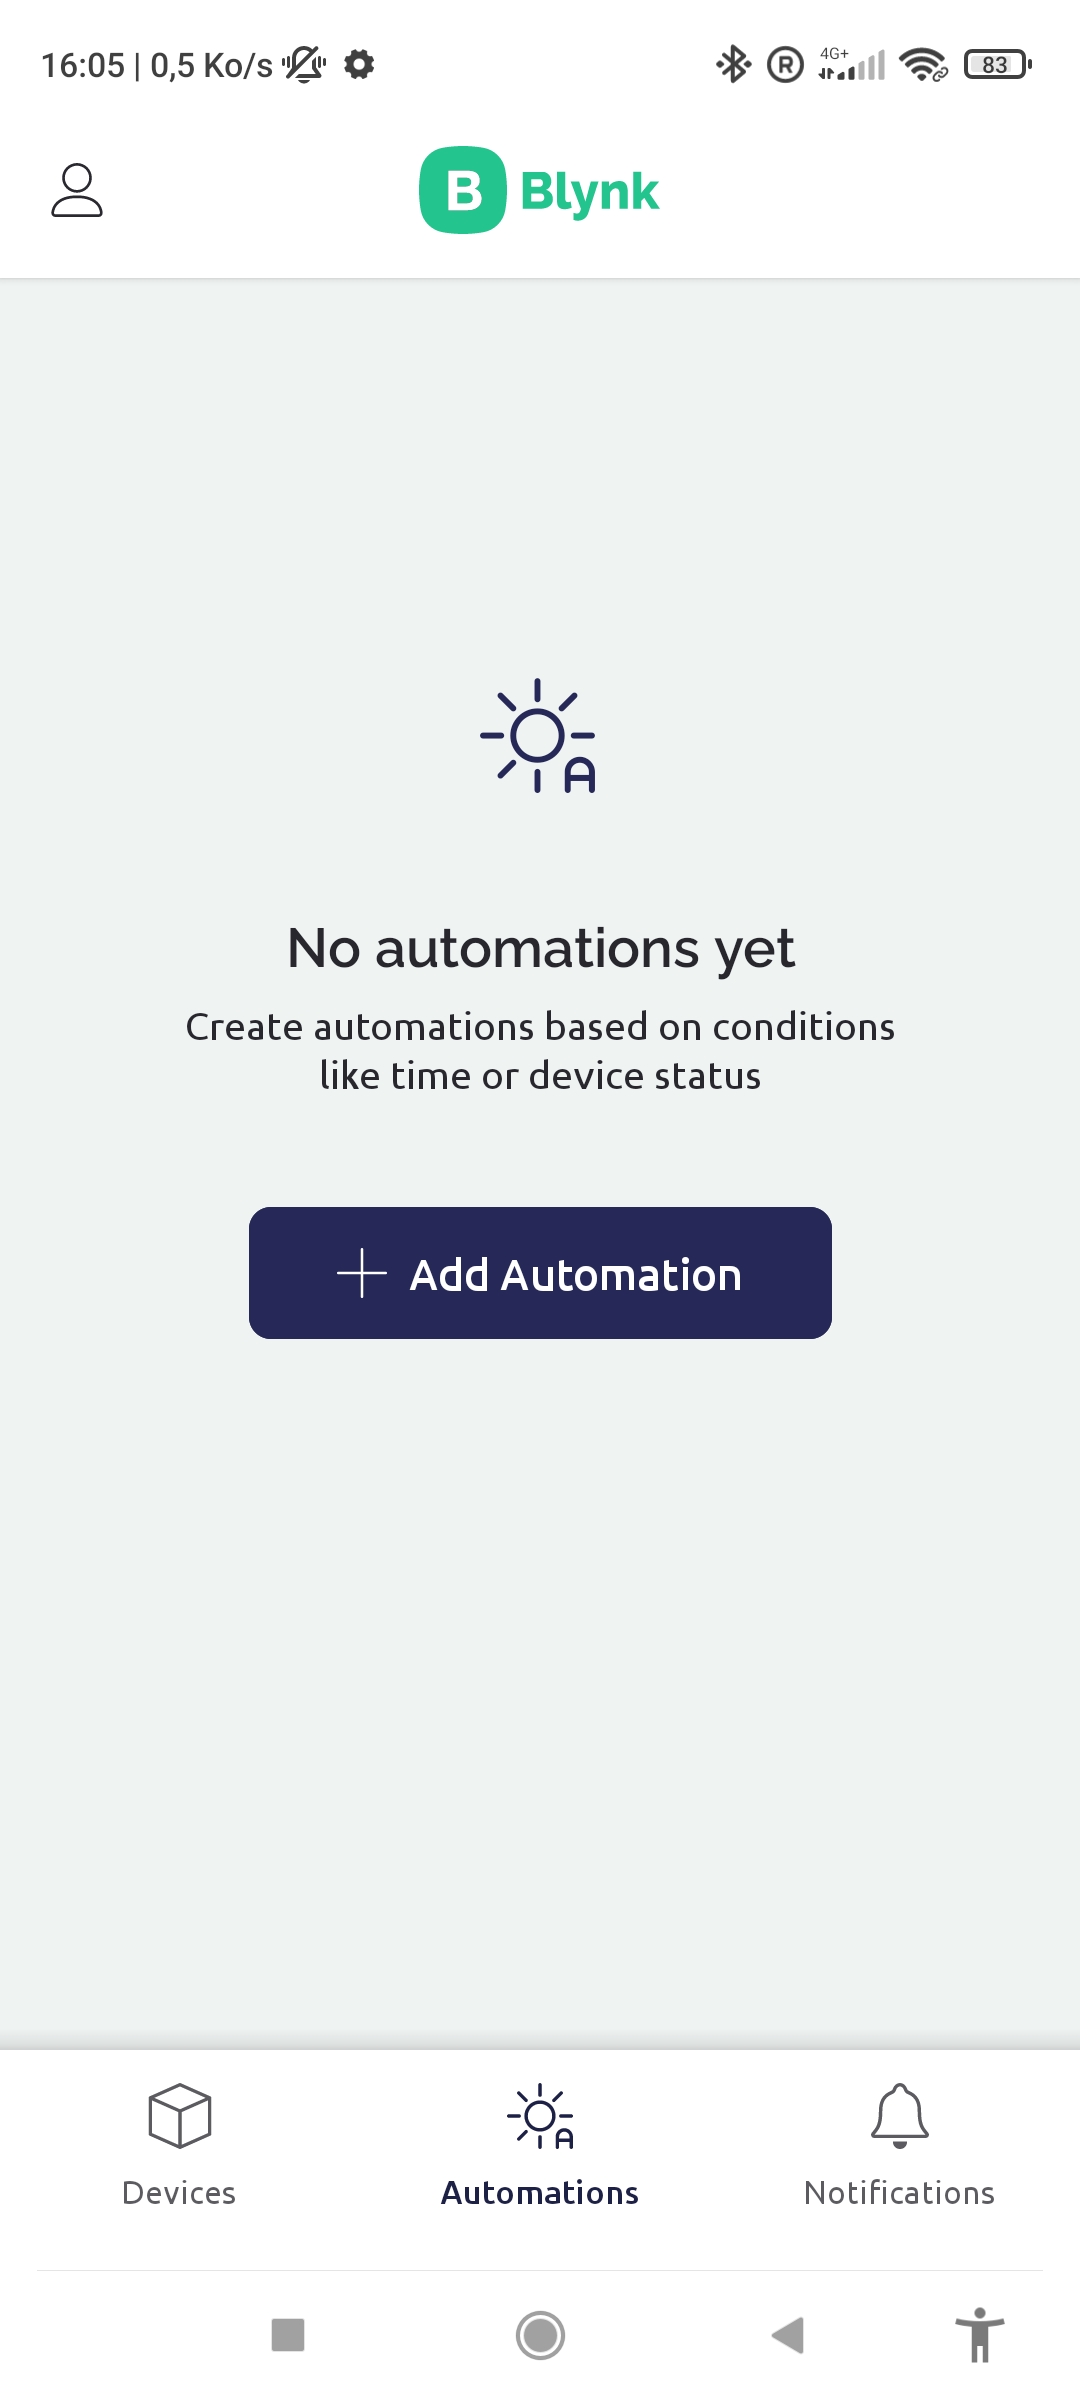 16:05 | 0,5 Ko/s
R
4G+
83
B Blynk
A
No automations yet
Create automations based on conditions
like time or device status
Add Automation
A
Devices
Automations
Notifications